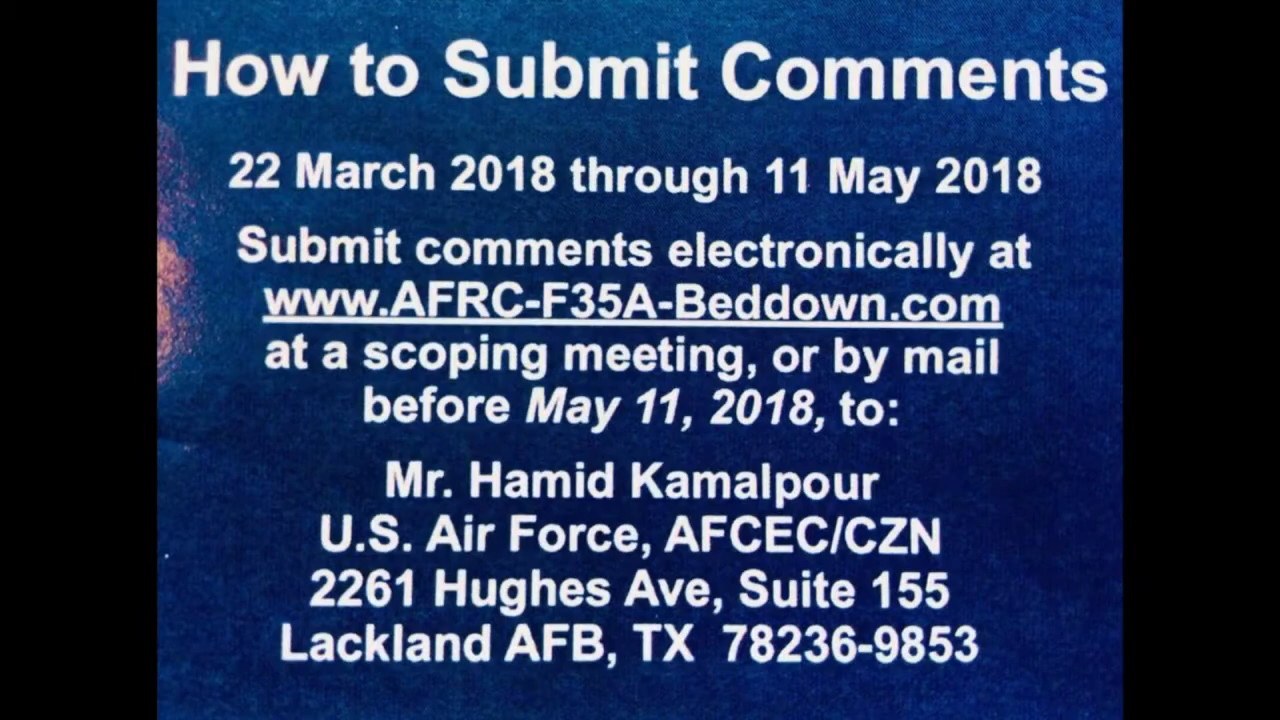 How to Submit Comments
22 March 2018 through 11 May 2018
Submit comments electronically at
www.AFRC-F35A-Beddown.com
at a scoping meeting, or by mail
before May 11, 2018, to:
Mr. Hamid Kamalpour
U.S. Air Force, AFCEC/CZN
2261 Hughes Ave, Suite 155
Lackland AFB, TX  78236-9853